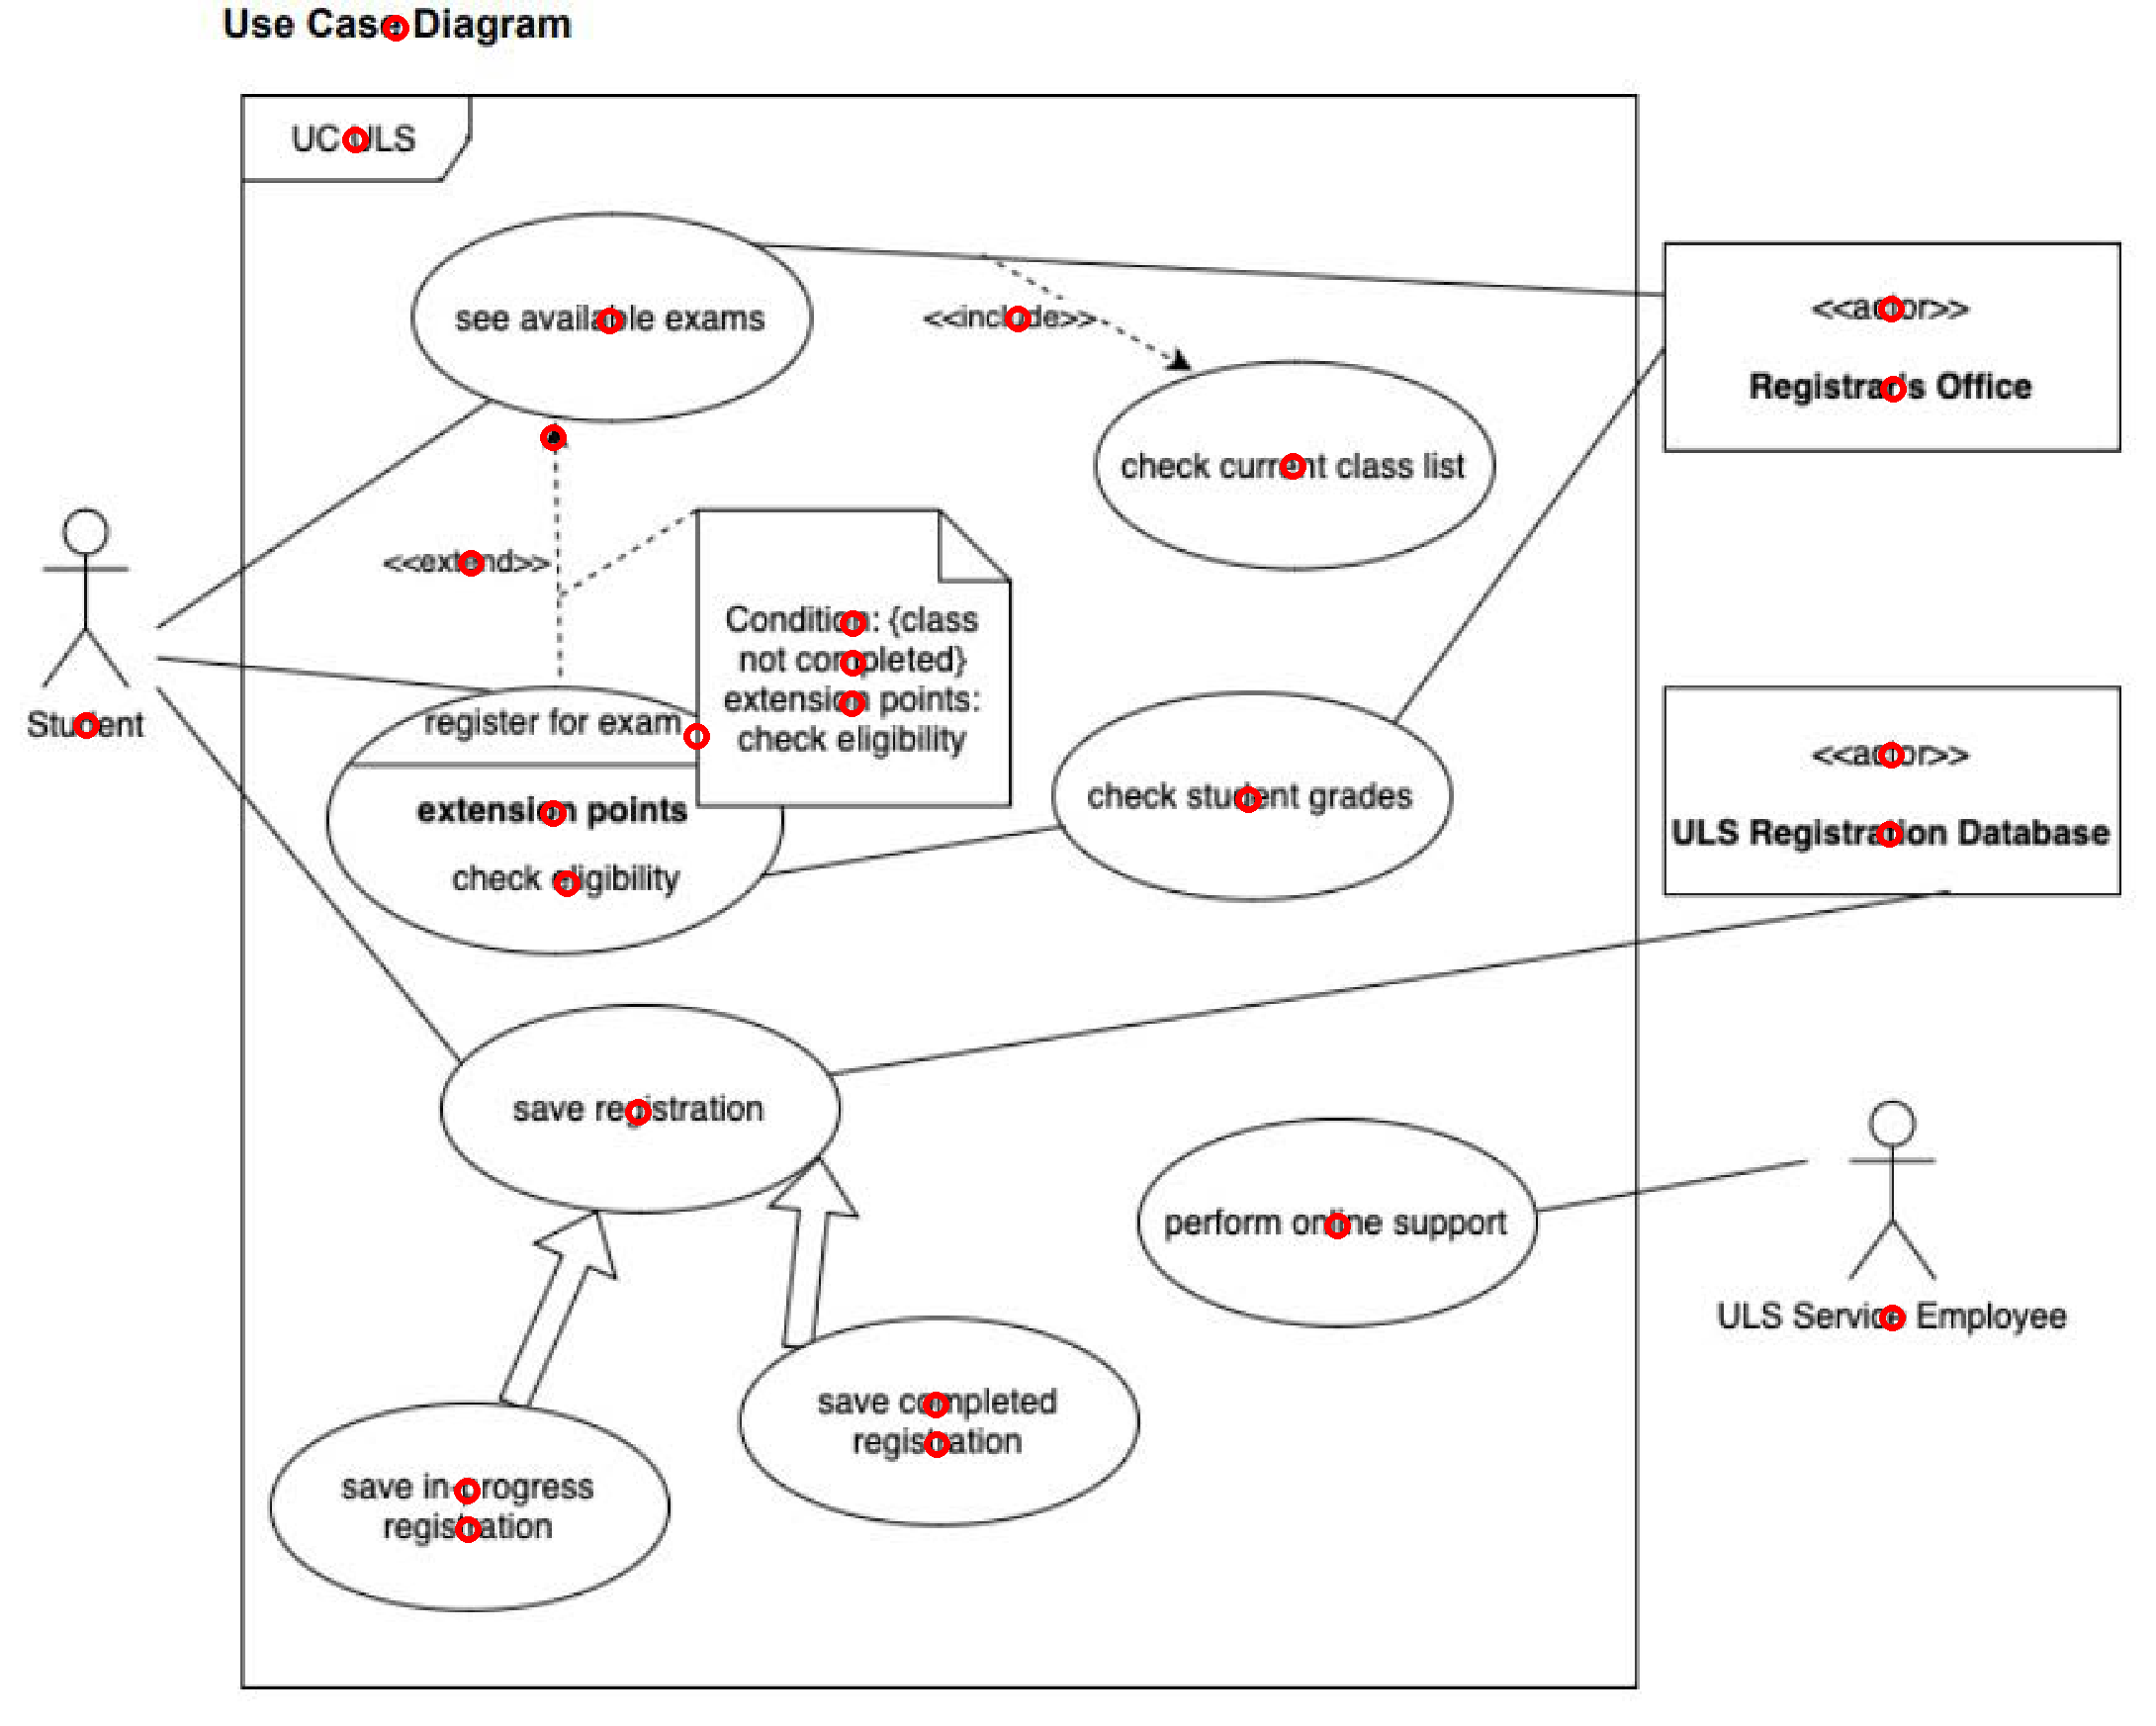 Use Case Diagram
UC ULS
see available exams
<<include>>
<<actor>>
Registrar's Office
check current class list
<<extend>>
Condition: {class
not completed}
extension points:
check eligibility
Student
register for exam
extension points
check eligibility
check student grades
<<actor>>
ULS Registration Database
save registration
perform online support
ULS Service Employee
save completed
registration
save in-progress
registration